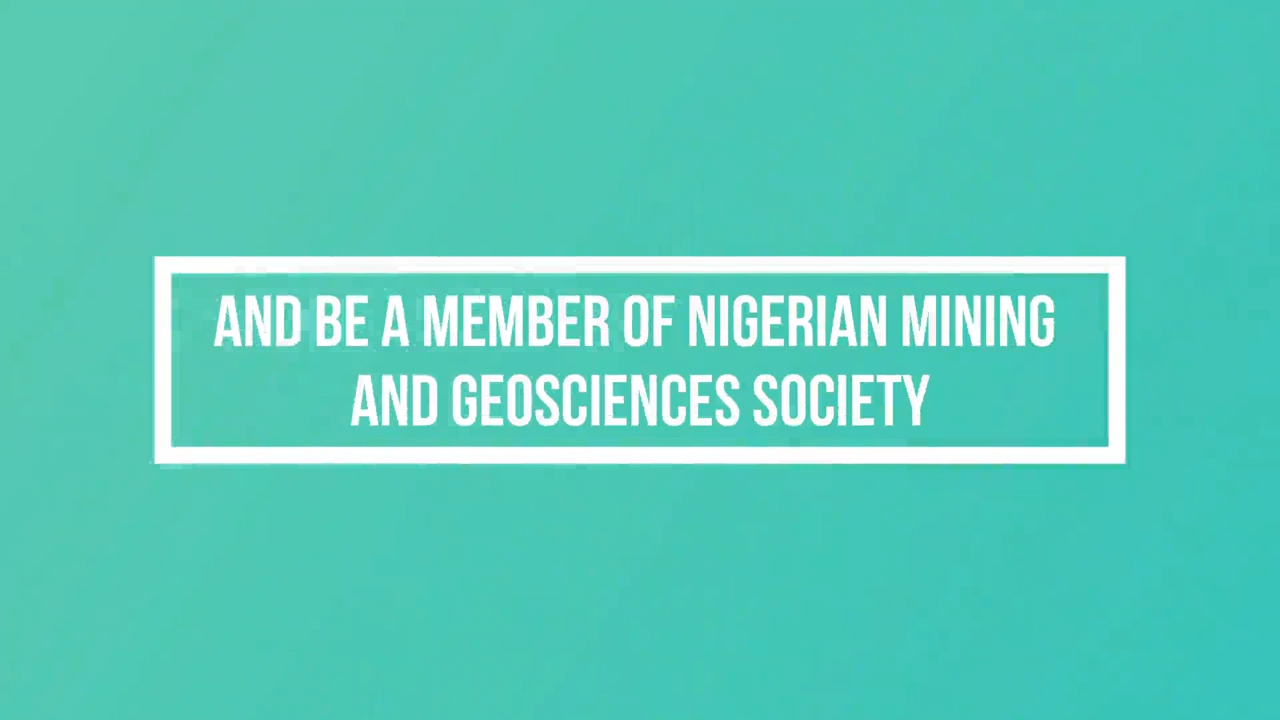 AND BE A MEMBER OF NIGERIAN MINING
AND GEOSCIENCES SOCIETY